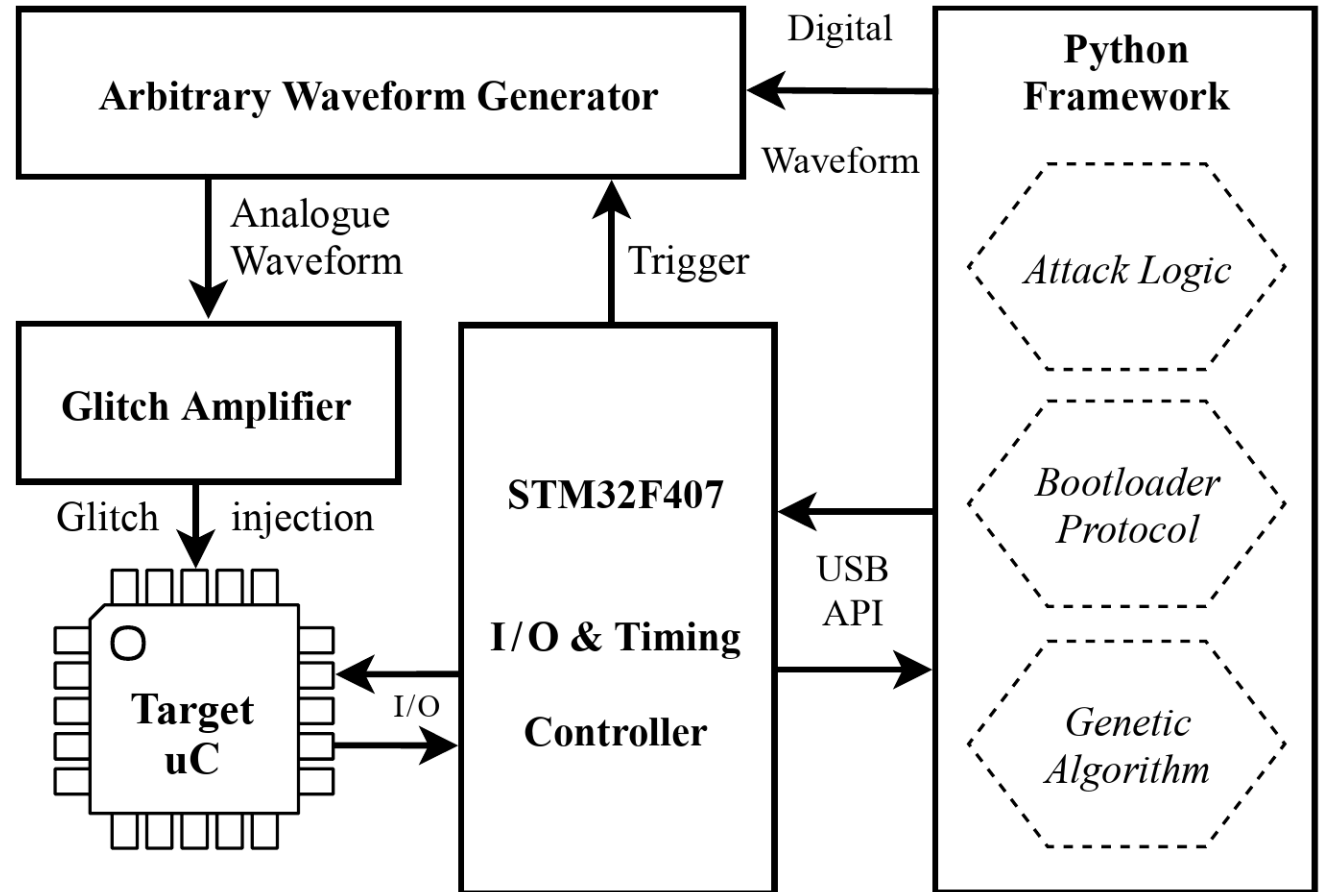 Arbitrary Waveform Generator
Digital
Waveform
Python
Framework
Attack Logic
Bootloader
Protocol
Genetic
Algorithm
Analogue
Waveform
Trigger
Glitch Amplifier
Glitch injection
STM32F407
I/O & Timing
Controller
USB
API
I/O
Target
uC